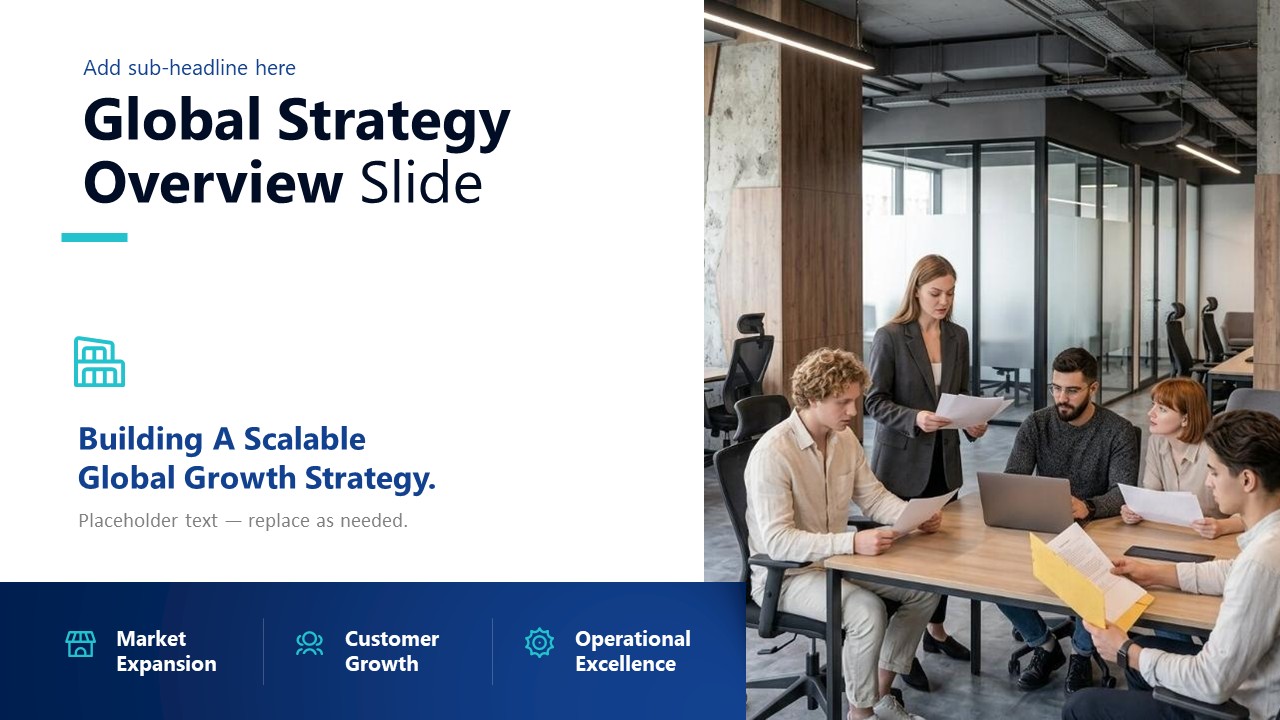 Add sub-headline here
Global Strategy
Overview Slide
Building A Scalable
Global Growth Strategy.
Placeholder text — replace as needed.
Market
Expansion
Customer
Growth
Operational
Excellence